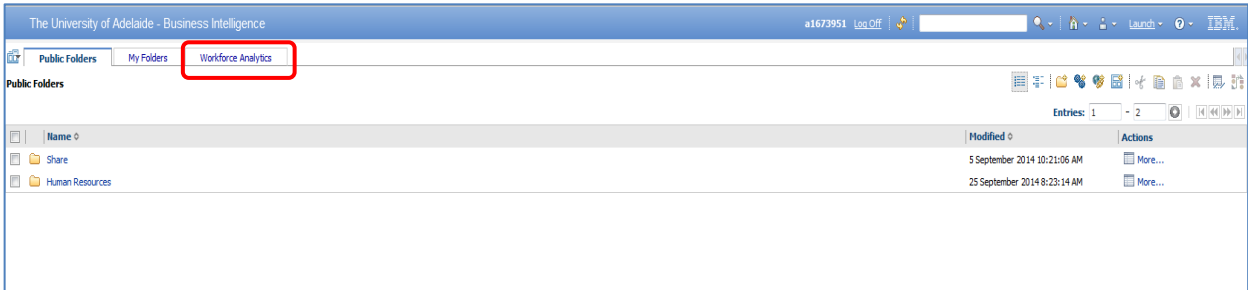 The University of Adelaide - Business Intelligence a1673951 Log Off Launch IBM.
Public Folders My Folders Workforce Analytics
Public Folders
Entries: 1 - 2
Name Modified Actions
Share 5 September 2014 10:21:06 AM More...
Human Resources 25 September 2014 8:23:14 AM More...